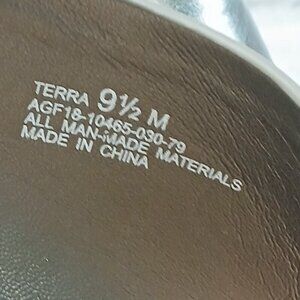 TERRA 9½ M
AGF18-10465-030-79
ALL MAN-MADE MATERIALS
MADE IN CHINA